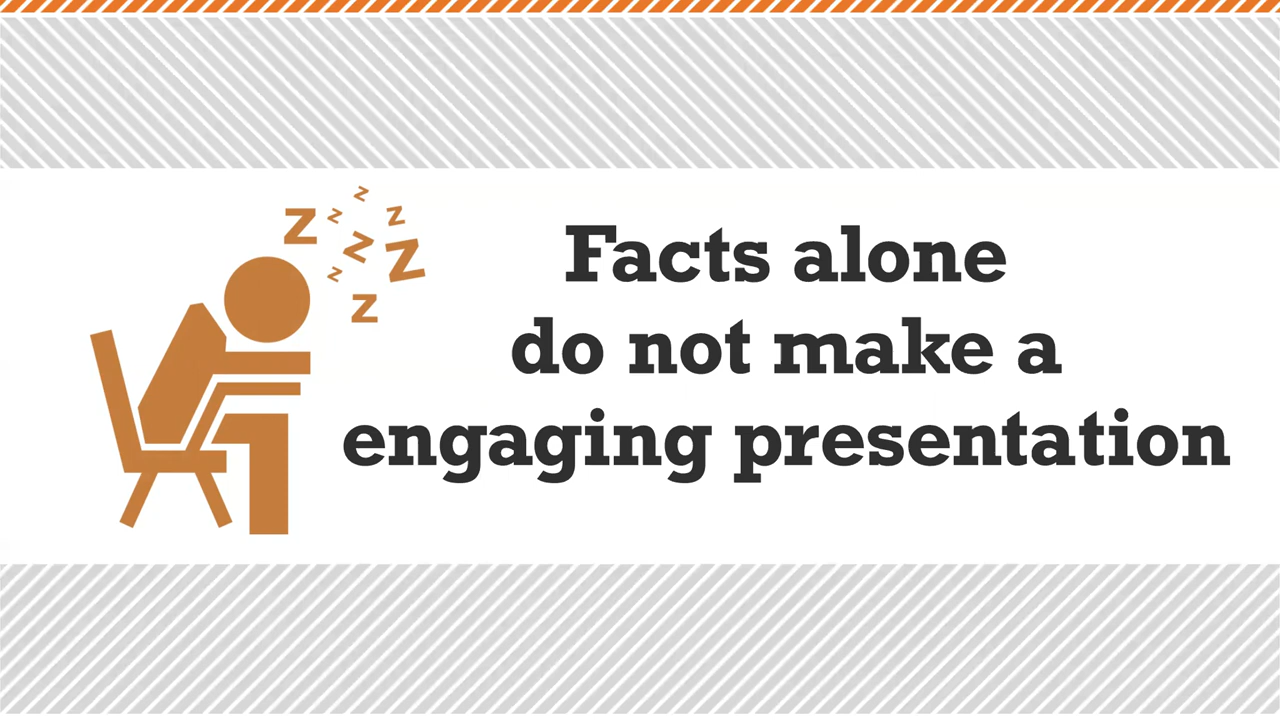 z
z z z
z z
z
z
Facts alone
do not make a
engaging presentation